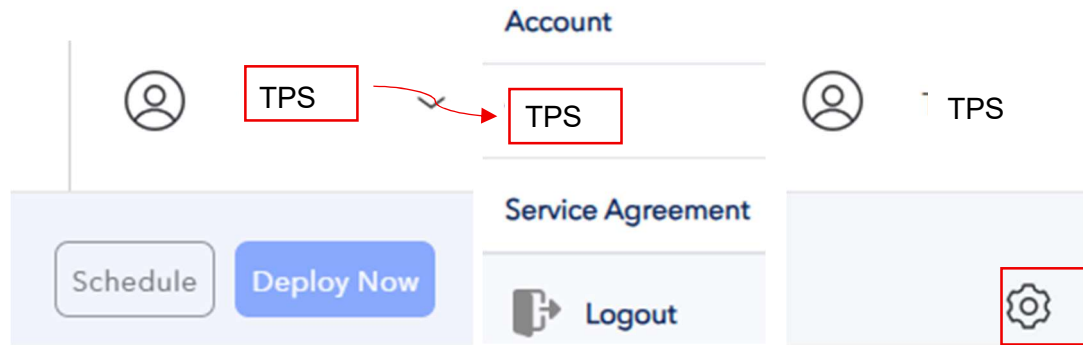 TPS
Schedule
Deploy Now
Account
TPS
Service Agreement
Logout
TPS